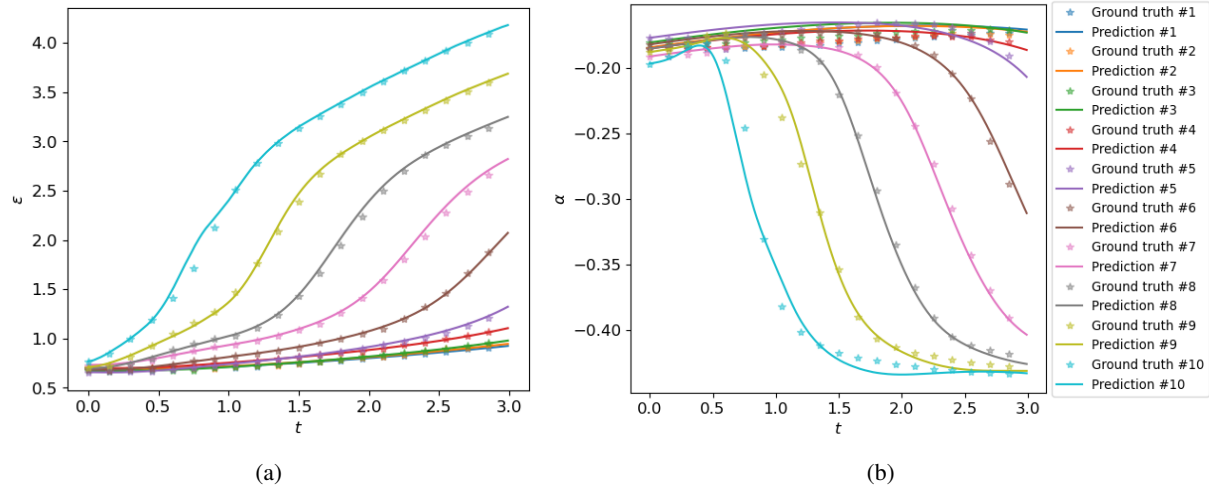 4.0
3.5
3.0
2.5
2.0
1.5
1.0
0.5
ε
0.0 0.5 1.0 1.5 2.0 2.5 3.0
t
(a)
−0.20
−0.25
−0.30
−0.35
−0.40
α
0.0 0.5 1.0 1.5 2.0 2.5 3.0
t
(b)
Ground truth #1
Prediction #1
Ground truth #2
Prediction #2
Ground truth #3
Prediction #3
Ground truth #4
Prediction #4
Ground truth #5
Prediction #5
Ground truth #6
Prediction #6
Ground truth #7
Prediction #7
Ground truth #8
Prediction #8
Ground truth #9
Prediction #9
Ground truth #10
Prediction #10